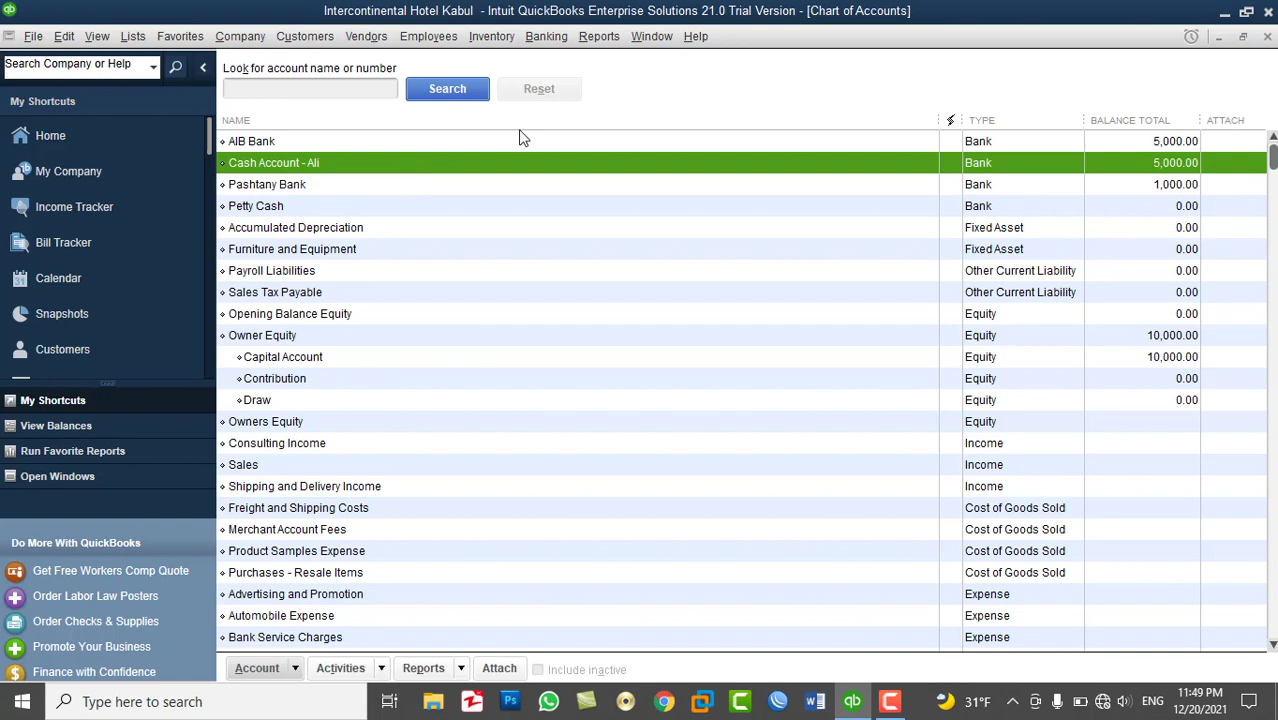 Intercontinental Hotel Kabul - Intuit QuickBooks Enterprise Solutions 21.0 Trial Version - [Chart of Accounts]
File Edit View Lists Favorites Company Customers Vendors Employees Inventory Banking Reports Window Help
Search Company or Help
Look for account name or number
Search Reset
My Shortcuts
Home
My Company
Income Tracker
Bill Tracker
Calendar
Snapshots
Customers
My Shortcuts
View Balances
Run Favorite Reports
Open Windows
Do More With QuickBooks
Get Free Workers Comp Quote
Order Labor Law Posters
Order Checks & Supplies
Promote Your Business
Finance with Confidence
NAME TYPE BALANCE TOTAL ATTACH
AIB Bank Bank 5,000.00
Cash Account - Ali Bank 5,000.00
Pashtany Bank Bank 1,000.00
Petty Cash Bank 0.00
Accumulated Depreciation Fixed Asset 0.00
Furniture and Equipment Fixed Asset 0.00
Payroll Liabilities Other Current Liability 0.00
Sales Tax Payable Other Current Liability 0.00
Opening Balance Equity Equity 0.00
Owner Equity Equity 10,000.00
Capital Account Equity 10,000.00
Contribution Equity 0.00
Draw Equity 0.00
Owners Equity Equity
Consulting Income Income
Sales Income
Shipping and Delivery Income Income
Freight and Shipping Costs Cost of Goods Sold
Merchant Account Fees Cost of Goods Sold
Product Samples Expense Cost of Goods Sold
Purchases - Resale Items Cost of Goods Sold
Advertising and Promotion Expense
Automobile Expense Expense
Bank Service Charges Expense
Account Activities Reports Attach Include inactive
Type here to search
31°F ENG 11:49 PM
12/20/2021